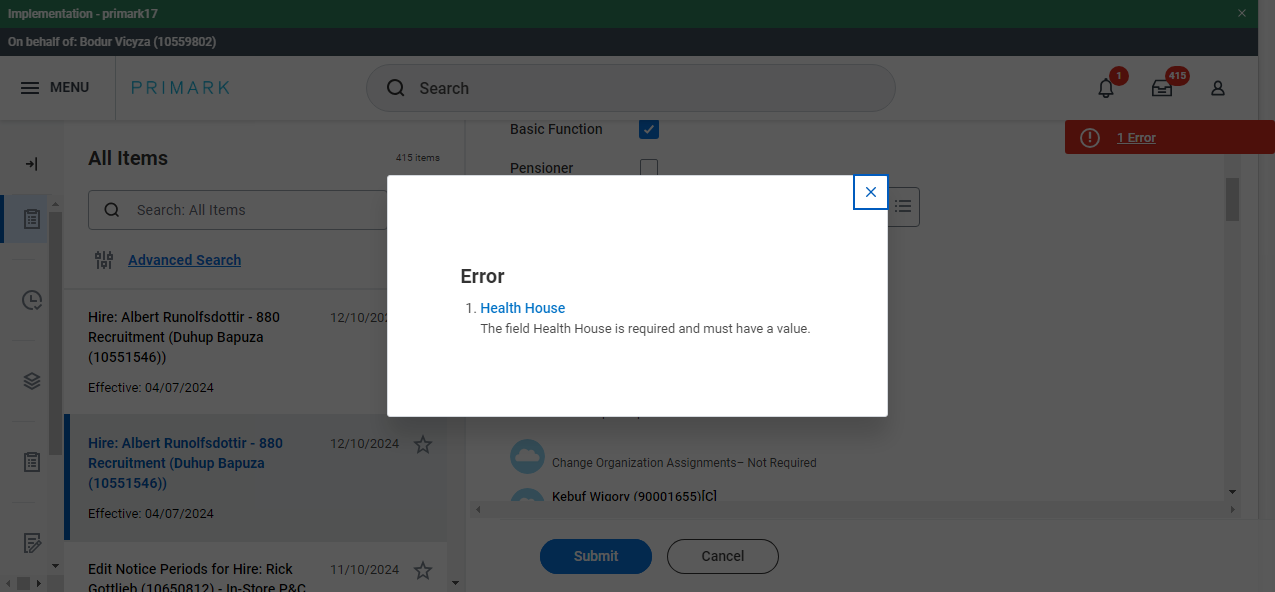 Implementation - primark17
On behalf of: Bodur Vicyza (10559802)
MENU
PRIMARK
Search
1
415
1 Error
All Items
415 items
Search: All Items
Advanced Search
Hire: Albert Runolfsdottir - 880
Recruitment (Duhup Bapuza
(10551546))
12/10/202
Effective: 04/07/2024
Hire: Albert Runolfsdottir - 880
Recruitment (Duhup Bapuza
(10551546))
12/10/2024
Effective: 04/07/2024
Edit Notice Periods for Hire: Rick
Gottlieb (10650812) - In-Store P&C
11/10/2024
Basic Function
Pensioner
Error
1. Health House
The field Health House is required and must have a value.
Change Organization Assignments– Not Required
Kebuf Wigory (90001655)[C]
Submit
Cancel